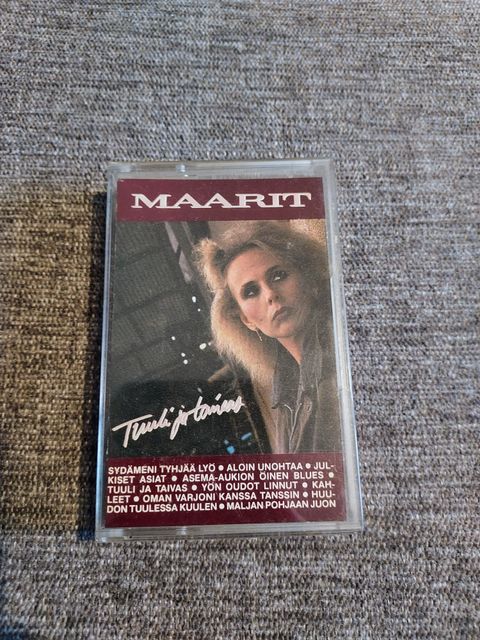 MAARIT
Tuuli ja taivas
SYDÄMENI TYHJÄÄ LYÖ • ALOIN UNOHTAA • JUL-
KISET ASIAT • ASEMA-AUKION ÖINEN BLUES •
TUULI JA TAIVAS • YÖN OUDOT LINNUT • KAH-
LEET • OMAN VARJONI KANSSA TANSSIN • HUU-
DON TUULESSA KUULEN • MALJAN POHJAAN JUON